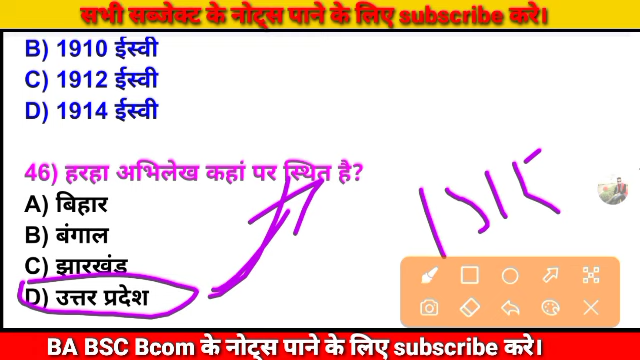 सभी सब्जेक्ट के नोट्स पाने के लिए subscribe करे।
B) 1910 ईस्वी
C) 1912 ईस्वी
D) 1914 ईस्वी
46) हरहा अभिलेख कहां पर स्थित है?
A) बिहार
B) बंगाल
C) झारखंड
D) उत्तर प्रदेश
BA BSC Bcom के नोट्स पाने के लिए subscribe करे।